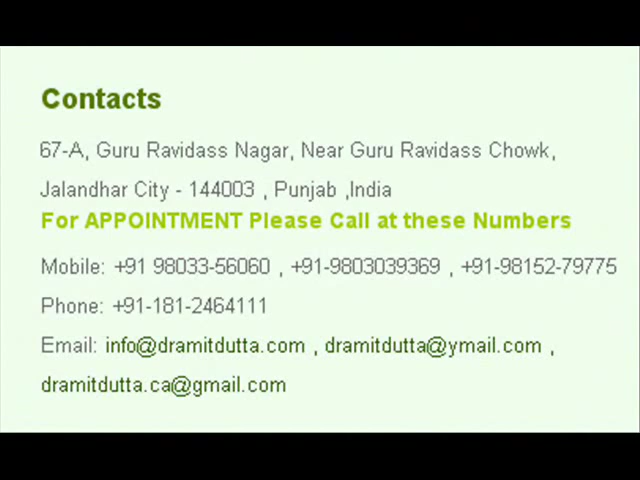 Contacts
67-A, Guru Ravidass Nagar, Near Guru Ravidass Chowk,
Jalandhar City - 144003 , Punjab ,India
For APPOINTMENT Please Call at these Numbers
Mobile: +91 98033-56060 , +91-9803039369 , +91-98152-79775
Phone: +91-181-2464111
Email: info@dramitdutta.com , dramitdutta@ymail.com ,
dramitdutta.ca@gmail.com